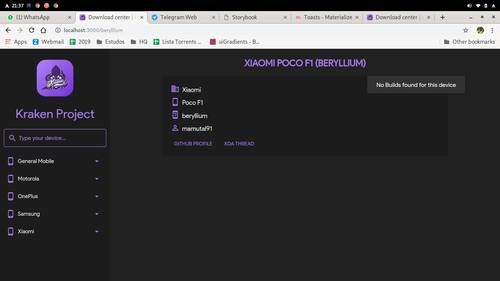 21:37
(1) WhatsApp
Download center |
Telegram Web
Storybook
Toasts - Materialize
Download center |
localhost:3000/beryllium
Apps
Webmail
2019
Estudos
HQ
Lista Torrents ...
uiGradients - B...
Other bookmarks
Kraken Project
Type your device...
General Mobile
Motorola
OnePlus
Samsung
Xiaomi
XIAOMI POCO F1 (BERYLLIUM)
Xiaomi
Poco F1
beryllium
mamutal91
GITHUB PROFILE XDA THREAD
No Builds found for this device